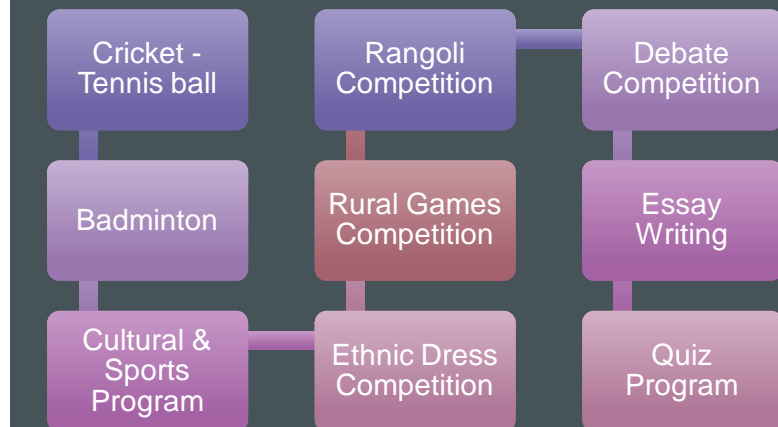 Cricket -
Tennis ball
Badminton
Cultural &
Sports
Program
Ethnic Dress
Competition
Rural Games
Competition
Rangoli
Competition
Debate
Competition
Essay
Writing
Quiz
Program